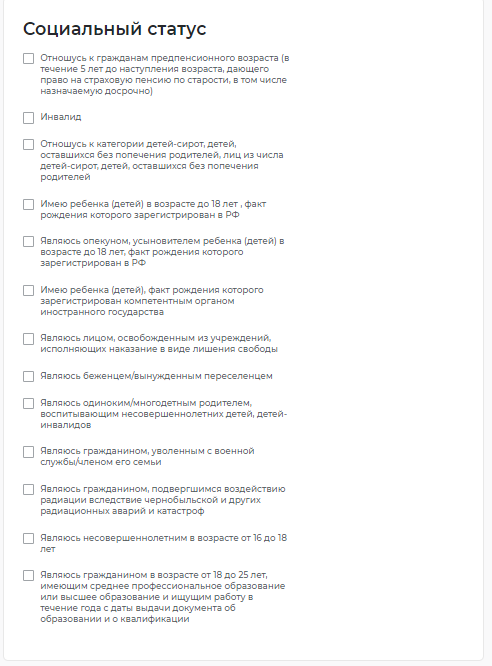 Социальный статус
Отношусь к гражданам предпенсионного возраста (в
течение 5 лет до наступления возраста, дающего
право на страховую пенсию по старости, в том числе
назначаемую досрочно)
Инвалид
Отношусь к категории детей-сирот, детей,
оставшихся без попечения родителей, лиц из числа
детей-сирот, детей, оставшихся без попечения
родителей
Имею ребенка (детей) в возрасте до 18 лет , факт
рождения которого зарегистрирован в РФ
Являюсь опекуном, усыновителем ребенка (детей) в
возрасте до 18 лет, факт рождения которого
зарегистрирован в РФ
Имею ребенка (детей), факт рождения которого
зарегистрирован компетентным органом
иностранного государства
Являюсь лицом, освобожденным из учреждений,
исполняющих наказание в виде лишения свободы
Являюсь беженцем/вынужденным переселенцем
Являюсь одиноким/многодетным родителем,
воспитывающим несовершеннолетних детей, детей-
инвалидов
Являюсь гражданином, уволенным с военной
службы/членом его семьи
Являюсь гражданином, подвергшимся воздействию
радиации вследствие чернобыльской и других
радиационных аварий и катастроф
Являюсь несовершеннолетним в возрасте от 16 до 18
лет
Являюсь гражданином в возрасте от 18 до 25 лет,
имеющим среднее профессиональное образование
или высшее образование и ищущим работу в
течение года с даты выдачи документа об
образовании и о квалификации